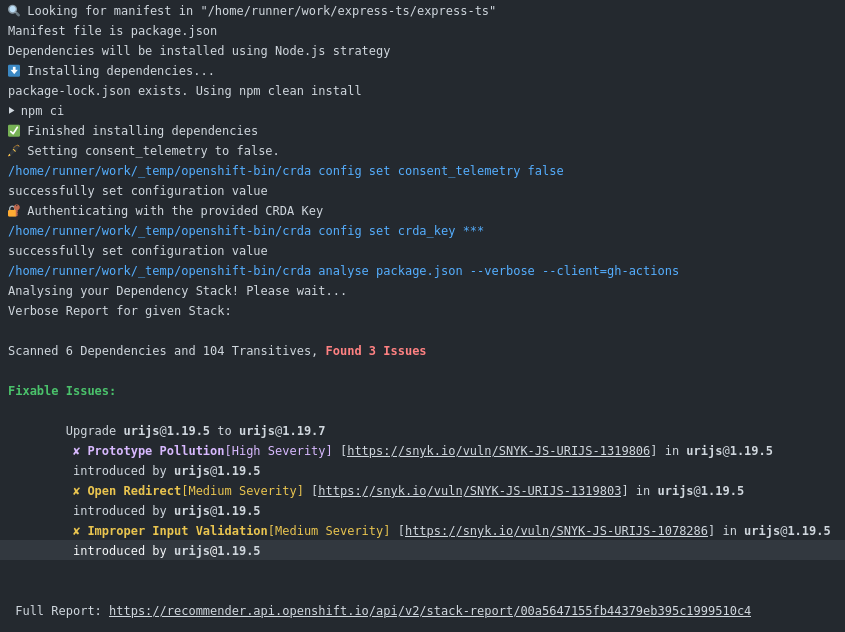 Looking for manifest in "/home/runner/work/express-ts/express-ts"
Manifest file is package.json
Dependencies will be installed using Node.js strategy
Installing dependencies...
package-lock.json exists. Using npm clean install
npm ci
Finished installing dependencies
Setting consent_telemetry to false.
/home/runner/work/_temp/openshift-bin/crda config set consent_telemetry false
successfully set configuration value
Authenticating with the provided CRDA Key
/home/runner/work/_temp/openshift-bin/crda config set crda_key ***
successfully set configuration value
/home/runner/work/_temp/openshift-bin/crda analyse package.json --verbose --client=gh-actions
Analysing your Dependency Stack! Please wait...
Verbose Report for given Stack:
Scanned 6 Dependencies and 104 Transitives, Found 3 Issues
Fixable Issues:
Upgrade urijs@1.19.5 to urijs@1.19.7
✘ Prototype Pollution[High Severity] [https://snyk.io/vuln/SNYK-JS-URIJS-1319806] in urijs@1.19.5
introduced by urijs@1.19.5
✘ Open Redirect[Medium Severity] [https://snyk.io/vuln/SNYK-JS-URIJS-1319803] in urijs@1.19.5
introduced by urijs@1.19.5
✘ Improper Input Validation[Medium Severity] [https://snyk.io/vuln/SNYK-JS-URIJS-1078286] in urijs@1.19.5
introduced by urijs@1.19.5
Full Report: https://recommender.api.openshift.io/api/v2/stack-report/00a5647155fb44379eb395c1999510c4